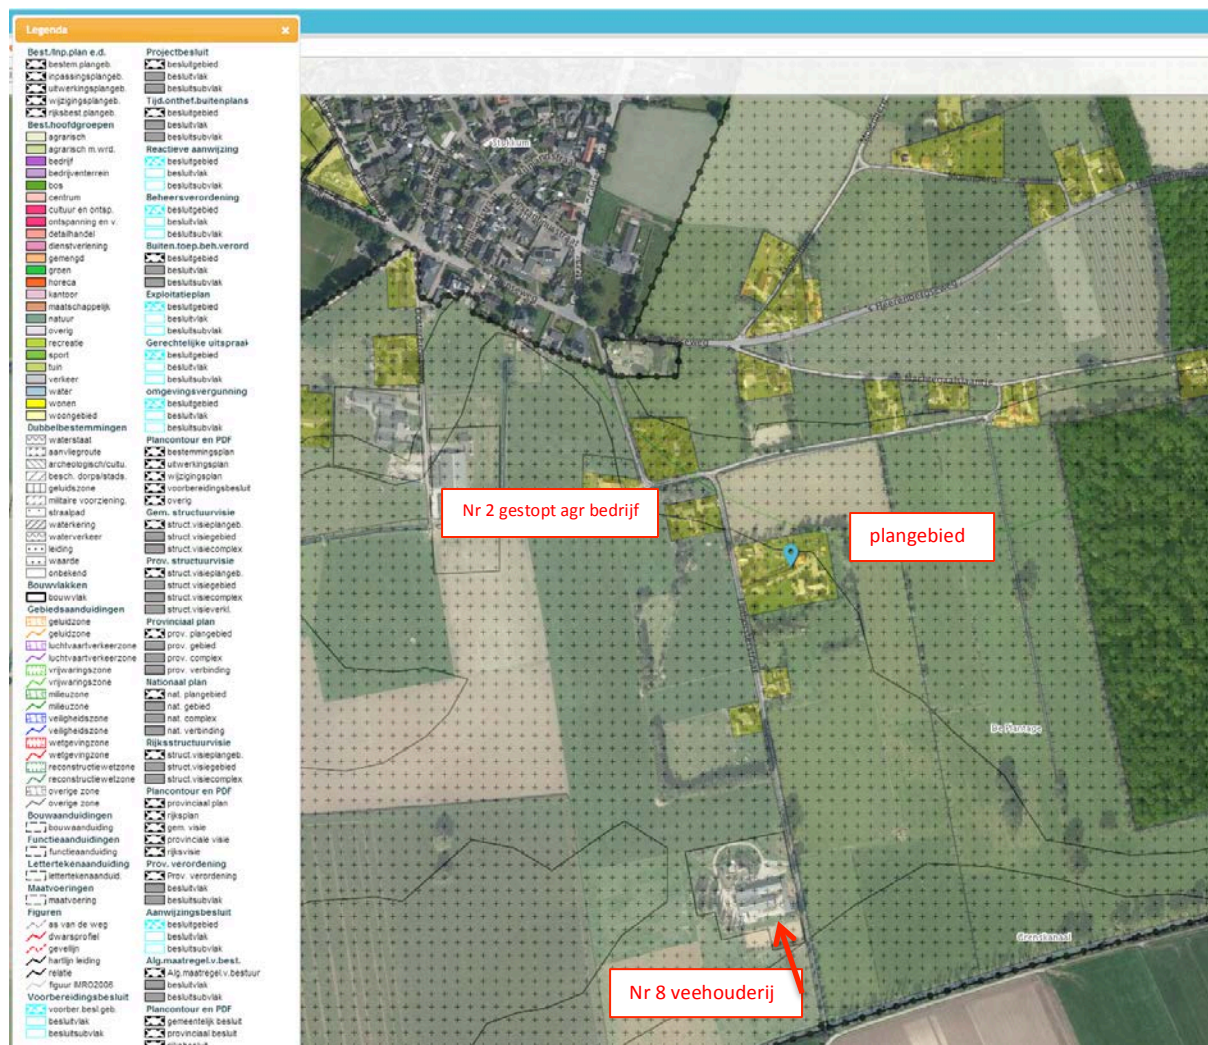 Legenda
x
Best./Inp.plan e.d.
bestem.plangeb.
inpassingsplangeb.
uitwerkingsplangeb.
wijzigingsplangeb.
rijksbest.plangeb.
Best.hoofdgroepen
agrarisch
agrarisch m.wrd.
bedrijf
bedrijventerrein
bos
centrum
cultuur en ontsp.
ontspanning en v.
detailhandel
dienstverlening
gemengd
groen
horeca
kantoor
maatschappelijk
natuur
overig
recreatie
sport
tuin
verkeer
water
wonen
woongebied
Dubbelbestemmingen
waterstaat
aanvliegroute
archeologisch/cultu.
besch. dorps/stads.
geluidszone
militaire voorziening.
straalpad
waterkering
waterverkeer
leiding
waarde
onbekend
Bouwvlakken
bouwvlak
Gebiedsaanduidingen
geluidzone
geluidzone
luchtvaartverkeerzone
luchtvaartverkeerzone
vrijwaringszone
vrijwaringszone
milieuzone
milieuzone
veiligheidszone
veiligheidszone
wetgevingzone
wetgevingzone
reconstructiewetzone
reconstructiewetzone
overige zone
overige zone
Bouwaanduidingen
bouwaanduiding
Functieaanduidingen
functieaanduiding
Lettertekenaanduiding
lettertekenaanduid.
Maatvoeringen
maatvoering
Figuren
as van de weg
dwarsprofiel
gevellijn
hartlijn leiding
relatie
figuur IMRO2006
Voorbereidingsbesluit
voorber.besl.geb.
besluitvlak
besluitsubvlak
Projectbesluit
besluitgebied
besluitvlak
besluitsubvlak
Tijd.onthef.buitenplans
besluitgebied
besluitvlak
besluitsubvlak
Reactieve aanwijzing
besluitgebied
besluitvlak
besluitsubvlak
Beheersverordening
besluitgebied
besluitvlak
besluitsubvlak
Buiten.toep.beh.verord
besluitgebied
besluitvlak
besluitsubvlak
Exploitatieplan
besluitgebied
besluitvlak
besluitsubvlak
Gerechtelijke uitspraak
besluitgebied
besluitvlak
besluitsubvlak
omgevingsvergunning
besluitgebied
besluitvlak
besluitsubvlak
Plancontour en PDF
bestemmingsplan
uitwerkingsplan
wijzigingsplan
voorbereidingsbesluit
overig
Gem. structuurvisie
struct.visieplangeb.
struct.visiegebied
struct.visiecomplex
Prov. structuurvisie
struct.visieplangeb.
struct.visiegebied
struct.visiecomplex
struct.visieverkl.
Provinciaal plan
prov. plangebied
prov. gebied
prov. complex
prov. verbinding
Nationaal plan
nat. plangebied
nat. gebied
nat. complex
nat. verbinding
Rijksstructuurvisie
struct.visieplangeb.
struct.visiegebied
struct.visiecomplex
Plancontour en PDF
provinciaal plan
rijksplan
gem. visie
provinciale visie
rijksvisie
Prov. verordening
Prov. verordening
besluitvlak
besluitsubvlak
Aanwijzingsbesluit
besluitgebied
besluitvlak
besluitsubvlak
Alg.maatregel.v.best.
Alg.maatregel.v.bestuur
besluitvlak
besluitsubvlak
Plancontour en PDF
gemeentelijk besluit
provinciaal besluit
rijksbesluit
Stokkum
Nr 2 gestopt agr bedrijf
plangebied
De Plantage
Grenskanaal
Nr 8 veehouderij